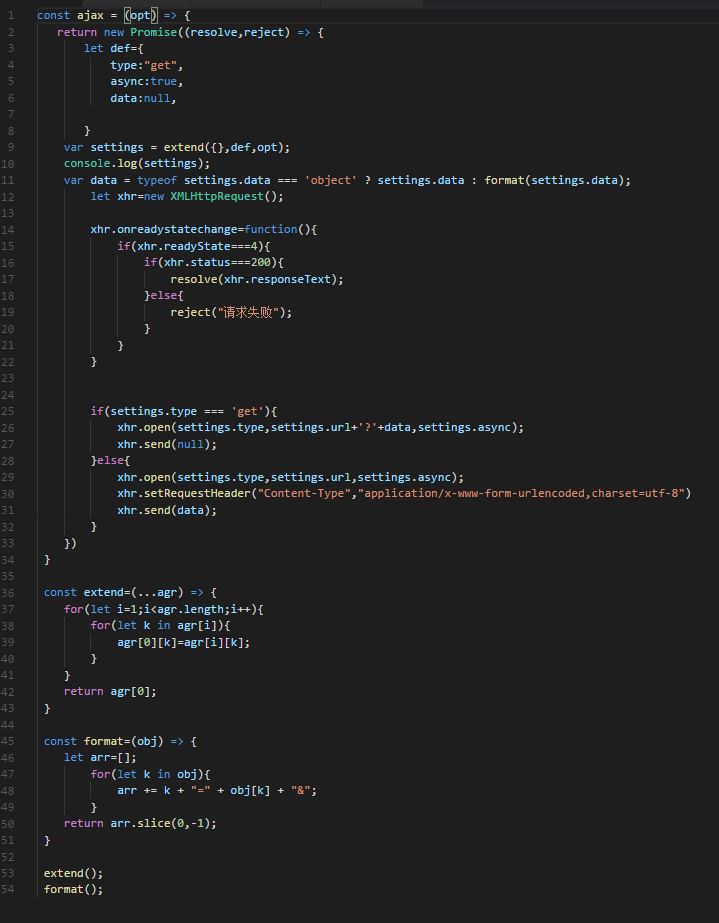 1 const ajax = (opt) => {
2 return new Promise((resolve,reject) => {
3 let def={
4 type:"get",
5 async:true,
6 data:null,
7
8 }
9 var settings = extend({},def,opt);
10 console.log(settings);
11 var data = typeof settings.data === 'object' ? settings.data : format(settings.data);
12 let xhr=new XMLHttpRequest();
13
14 xhr.onreadystatechange=function(){
15 if(xhr.readyState===4){
16 if(xhr.status===200){
17 resolve(xhr.responseText);
18 }else{
19 reject("请求失败");
20 }
21 }
22 }
23
24
25 if(settings.type === 'get'){
26 xhr.open(settings.type,settings.url+'?'+data,settings.async);
27 xhr.send(null);
28 }else{
29 xhr.open(settings.type,settings.url,settings.async);
30 xhr.setRequestHeader("Content-Type","application/x-www-form-urlencoded,charset=utf-8")
31 xhr.send(data);
32 }
33 })
34 }
35
36 const extend=(...agr) => {
37 for(let i=1;i<agr.length;i++){
38 for(let k in agr[i]){
39 agr[0][k]=agr[i][k];
40 }
41 }
42 return agr[0];
43 }
44
45 const format=(obj) => {
46 let arr=[];
47 for(let k in obj){
48 arr += k + "=" + obj[k] + "&";
49 }
50 return arr.slice(0,-1);
51 }
52
53 extend();
54 format();